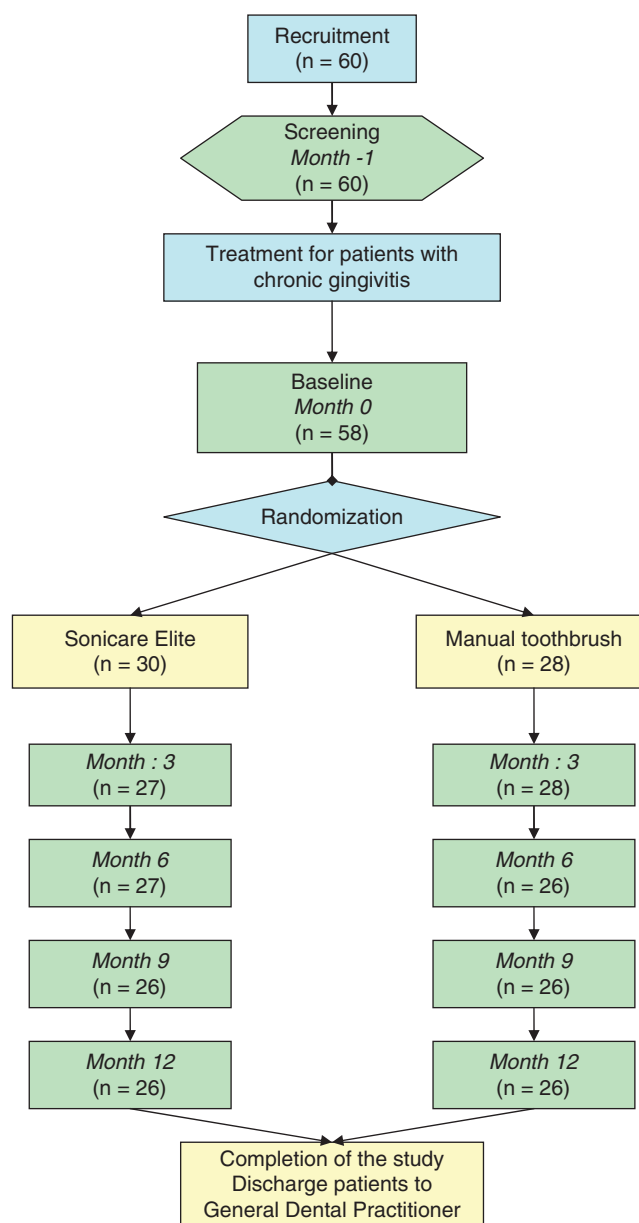 Recruitment
(n = 60)
Screening
Month -1
(n = 60)
Treatment for patients with
chronic gingivitis
Baseline
Month 0
(n = 58)
Randomization
Sonicare Elite
(n = 30)
Manual toothbrush
(n = 28)
Month : 3
(n = 27)
Month : 3
(n = 28)
Month 6
(n = 27)
Month 6
(n = 26)
Month 9
(n = 26)
Month 9
(n = 26)
Month 12
(n = 26)
Month 12
(n = 26)
Completion of the study
Discharge patients to
General Dental Practitioner